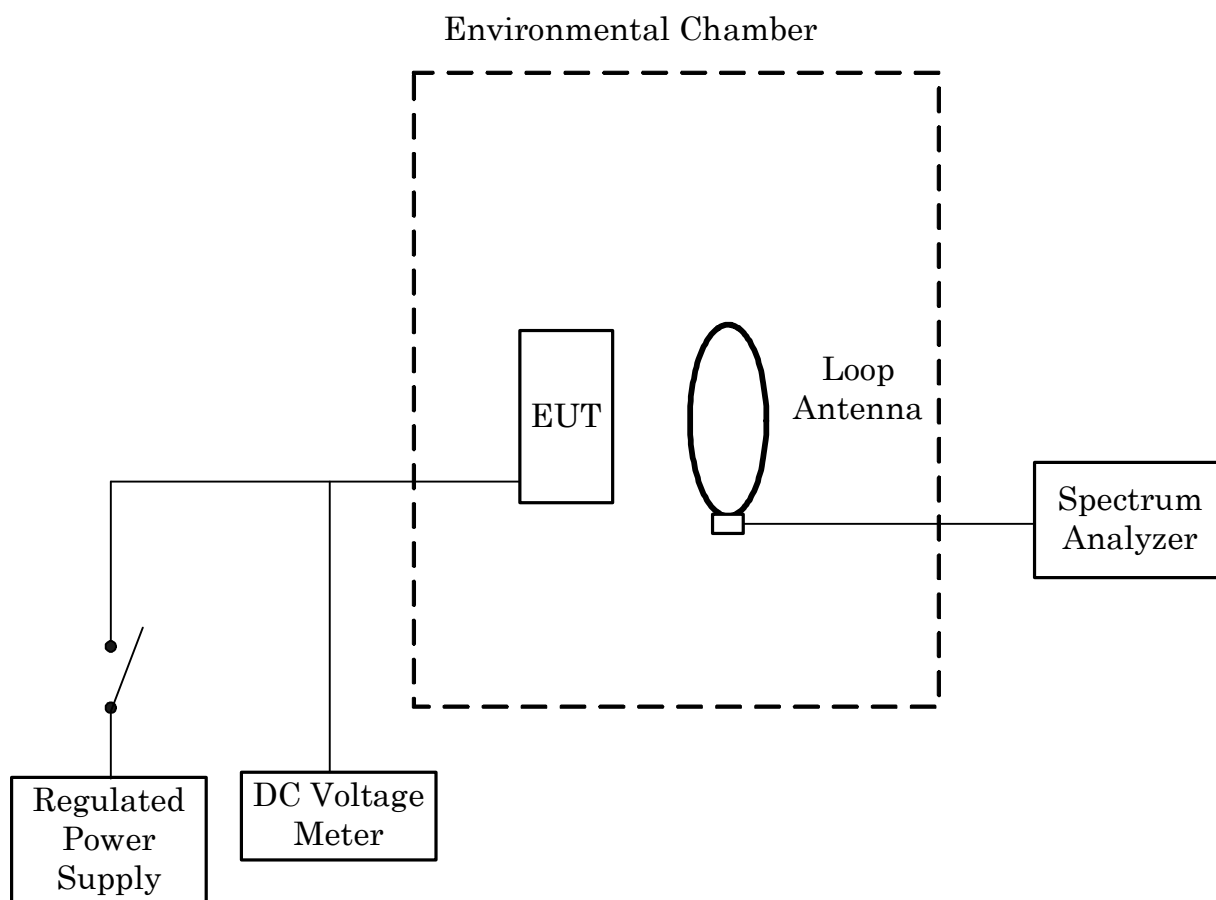 Environmental Chamber
EUT
Loop
Antenna
Spectrum
Analyzer
Regulated
Power
Supply
DC Voltage
Meter